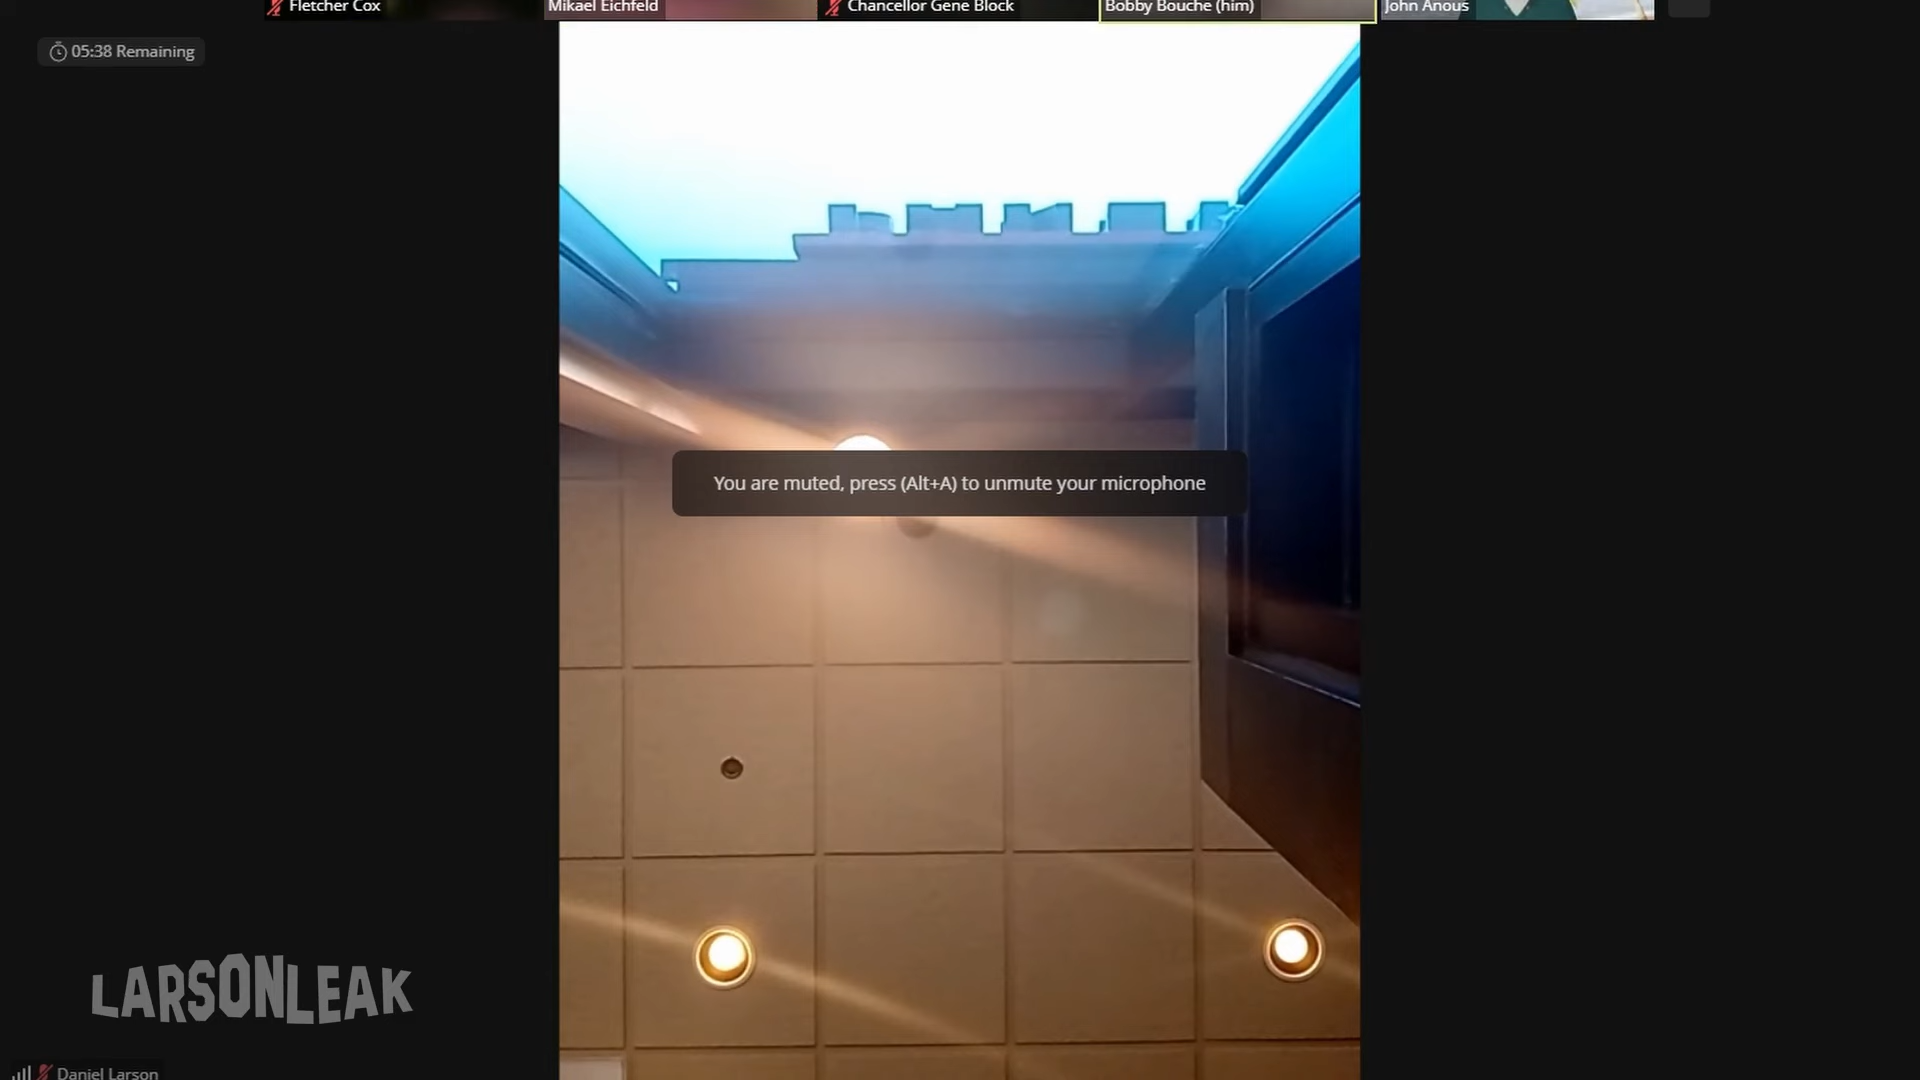 Fletcher Cox
Mikael Eichfeld
Chancellor Gene Block
Bobby Bouche (him)
John Anous
05:38 Remaining
You are muted, press (Alt+A) to unmute your microphone
LARSONLEAK
Daniel Larson